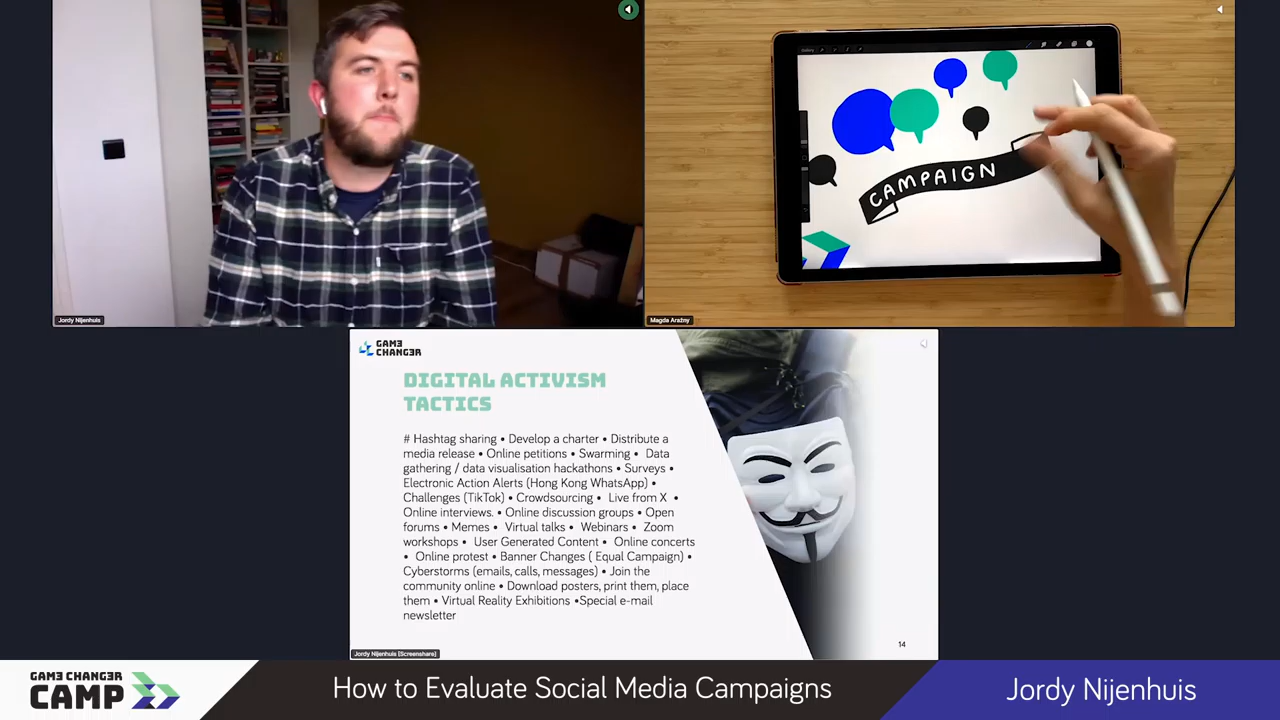 Jordy Nijenhuis
Magda Arażny
CAMPAIGN
GAM3
CHANG3R
DIGITAL ACTIVISM
TACTICS
# Hashtag sharing • Develop a charter • Distribute a
media release • Online petitions • Swarming • Data
gathering / data visualisation hackathons • Surveys •
Electronic Action Alerts (Hong Kong WhatsApp) •
Challenges (TikTok) • Crowdsourcing • Live from X •
Online interviews. • Online discussion groups • Open
forums • Memes • Virtual talks • Webinars • Zoom
workshops • User Generated Content • Online concerts
• Online protest • Banner Changes ( Equal Campaign) •
Cyberstorms (emails, calls, messages) • Join the
community online • Download posters, print them, place
them • Virtual Reality Exhibitions •Special e-mail
newsletter
14
Jordy Nijenhuis [Screenshare]
GAM3 CHANG3R
CAMP
How to Evaluate Social Media Campaigns
Jordy Nijenhuis